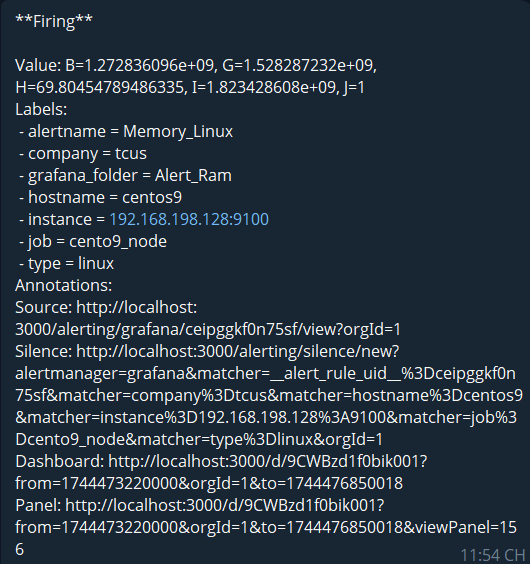 **Firing**
Value: B=1.272836096e+09, G=1.528287232e+09,
H=69.80454789486335, I=1.823428608e+09, J=1
Labels:
- alertname = Memory_Linux
- company = tcus
- grafana_folder = Alert_Ram
- hostname = centos9
- instance = 192.168.198.128:9100
- job = cento9_node
- type = linux
Annotations:
Source: http://localhost:
3000/alerting/grafana/ceipggkf0n75sf/view?orgId=1
Silence: http://localhost:3000/alerting/silence/new?
alertmanager=grafana&matcher=__alert_rule_uid__%3Dceipggkf0n
75sf&matcher=company%3Dtcus&matcher=hostname%3Dcentos9
&matcher=instance%3D192.168.198.128%3A9100&matcher=job%3
Dcento9_node&matcher=type%3Dlinux&orgId=1
Dashboard: http://localhost:3000/d/9CWBzd1f0bik001?
from=1744473220000&orgId=1&to=1744476850018
Panel: http://localhost:3000/d/9CWBzd1f0bik001?
from=1744473220000&orgId=1&to=1744476850018&viewPanel=15
6
11:54 CH